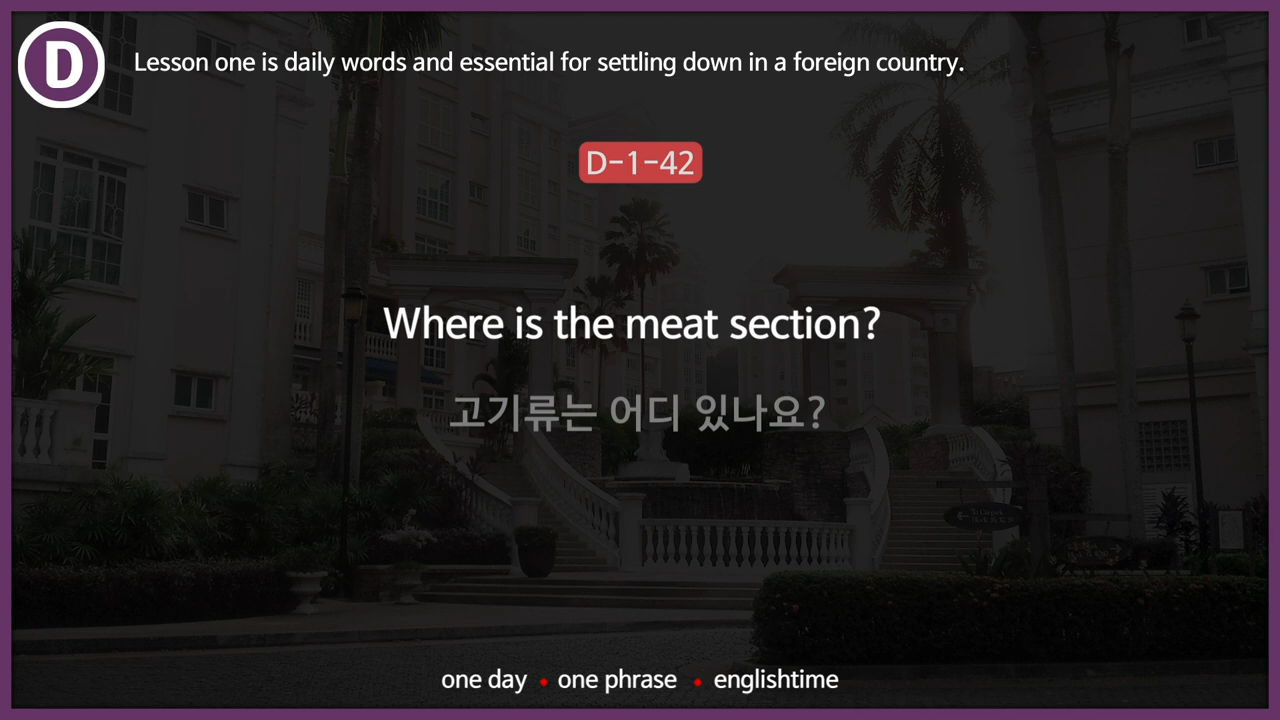 D
Lesson one is daily words and essential for settling down in a foreign country.
D-1-42
Where is the meat section?
고기류는 어디 있나요?
one day • one phrase • englishtime